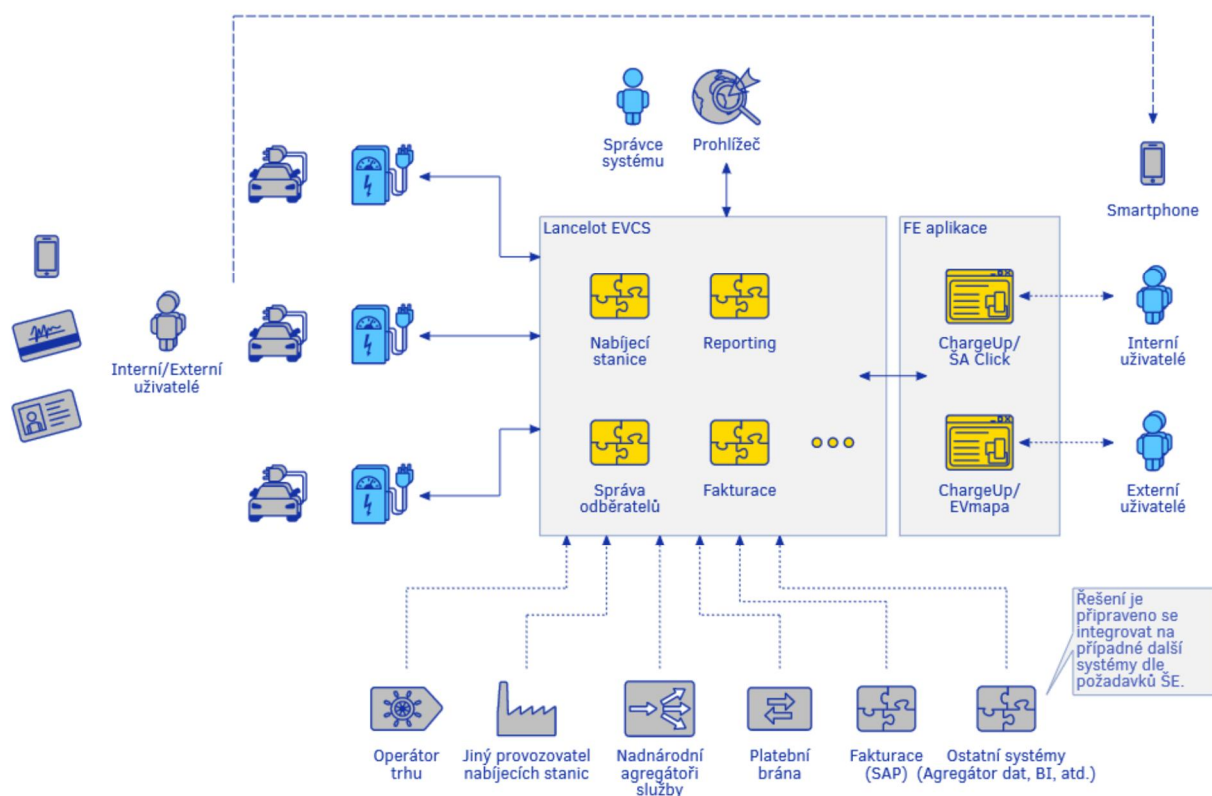 Správce
systému
Prohlížeč
Smartphone
Lancelot EVCS
FE aplikace
Interní/Externí
uživatelé
Nabíjecí
stanice
Reporting
ChargeUp/
ŠA Click
Interní
uživatelé
Správa
odběratelů
Fakturace
ChargeUp/
EVmapa
Externí
uživatelé
Řešení je
připraveno se
integrovat na
případné další
systémy dle
požadavků ŠE.
Operátor
trhu
Jiný provozovatel
nabíjecích stanic
Nadnárodní
agregátoři
služby
Platební
brána
Fakturace
(SAP)
Ostatní systémy
(Agregátor dat, BI, atd.)